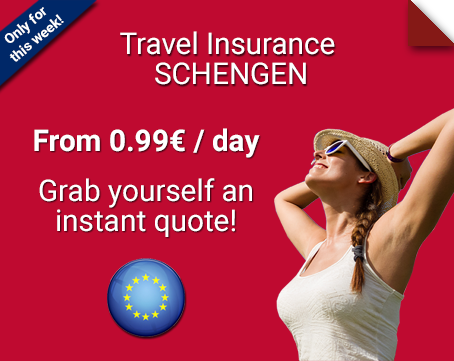 Only for
this week!
Travel Insurance
SCHENGEN
From 0.99€ / day
Grab yourself an
instant quote!